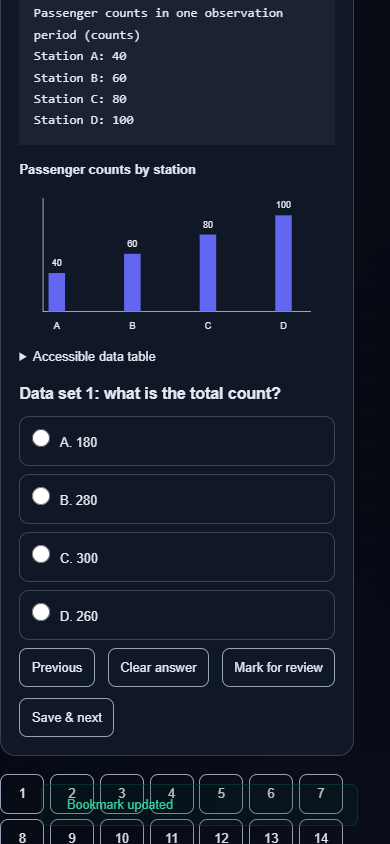 Passenger counts in one observation
period (counts)
Station A: 40
Station B: 60
Station C: 80
Station D: 100
Passenger counts by station
40
60
80
100
A B C D
▶ Accessible data table
Data set 1: what is the total count?
A. 180
B. 280
C. 300
D. 260
Previous Clear answer Mark for review
Save & next
1 2 3 4 5 6 7
Bookmark updated
8 9 10 11 12 13 14